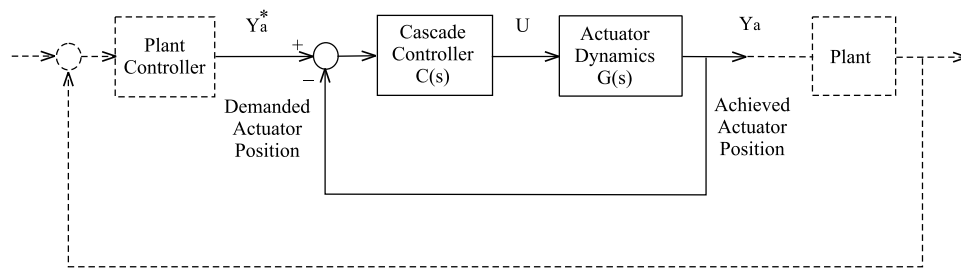 Plant
Controller
Y*a
+
−
Demanded
Actuator
Position
Cascade
Controller
C(s)
U
Actuator
Dynamics
G(s)
Ya
Achieved
Actuator
Position
Plant